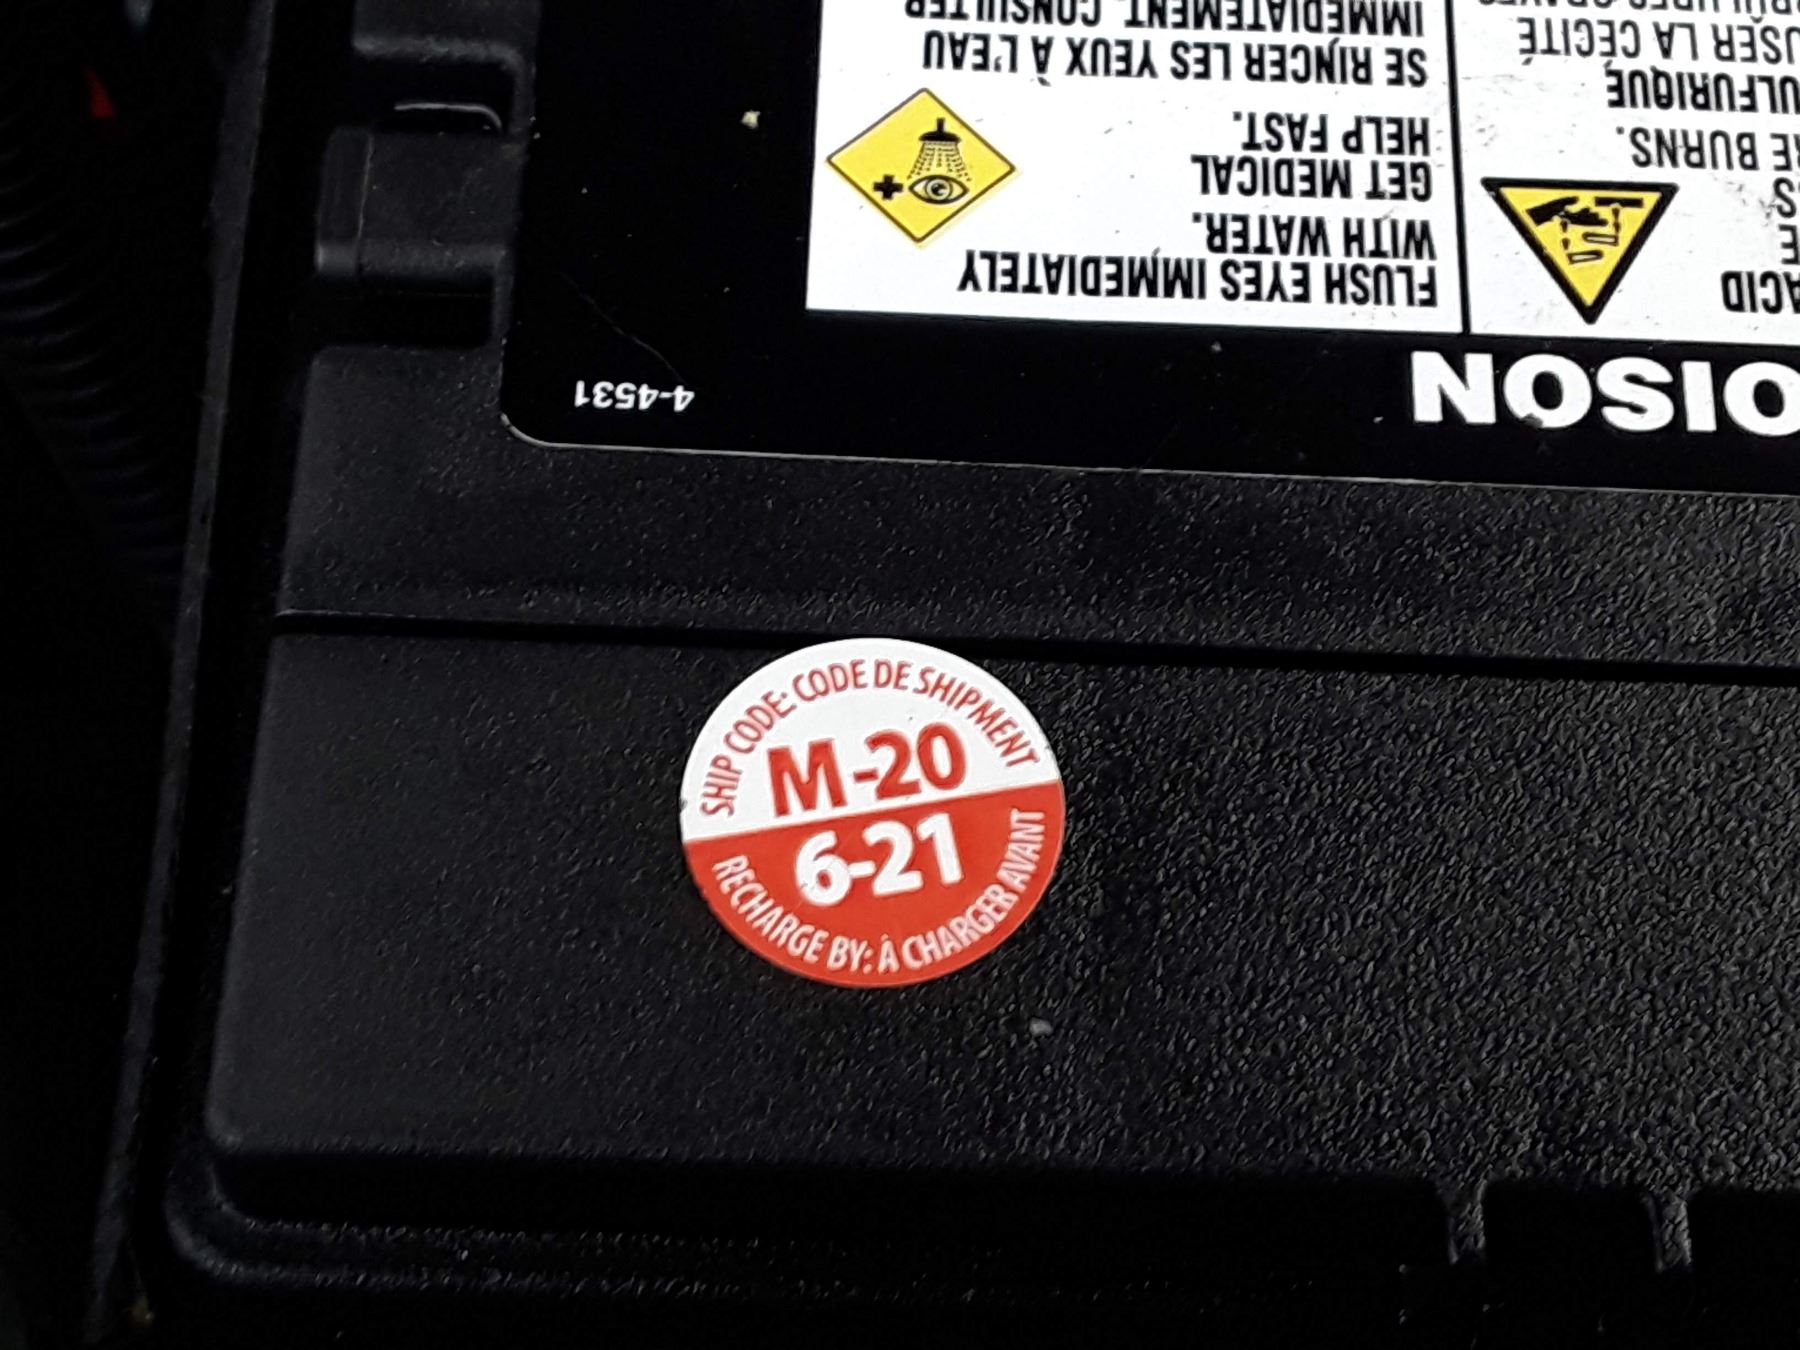 SHIP CODE: CODE DE SHIPMENT
M-20
6-21
RECHARGE BY: À CHARGER AVANT
4-4531
FLUSH EYES IMMEDIATELY
WITH WATER.
GET MEDICAL
HELP FAST.
SE RINCER LES YEUX À L'EAU
IMMÉDIATEMENT. CONSULTER
ACID
RE BURNS.
ULFURIQUE
USER LA CÉCITÉ
OISON